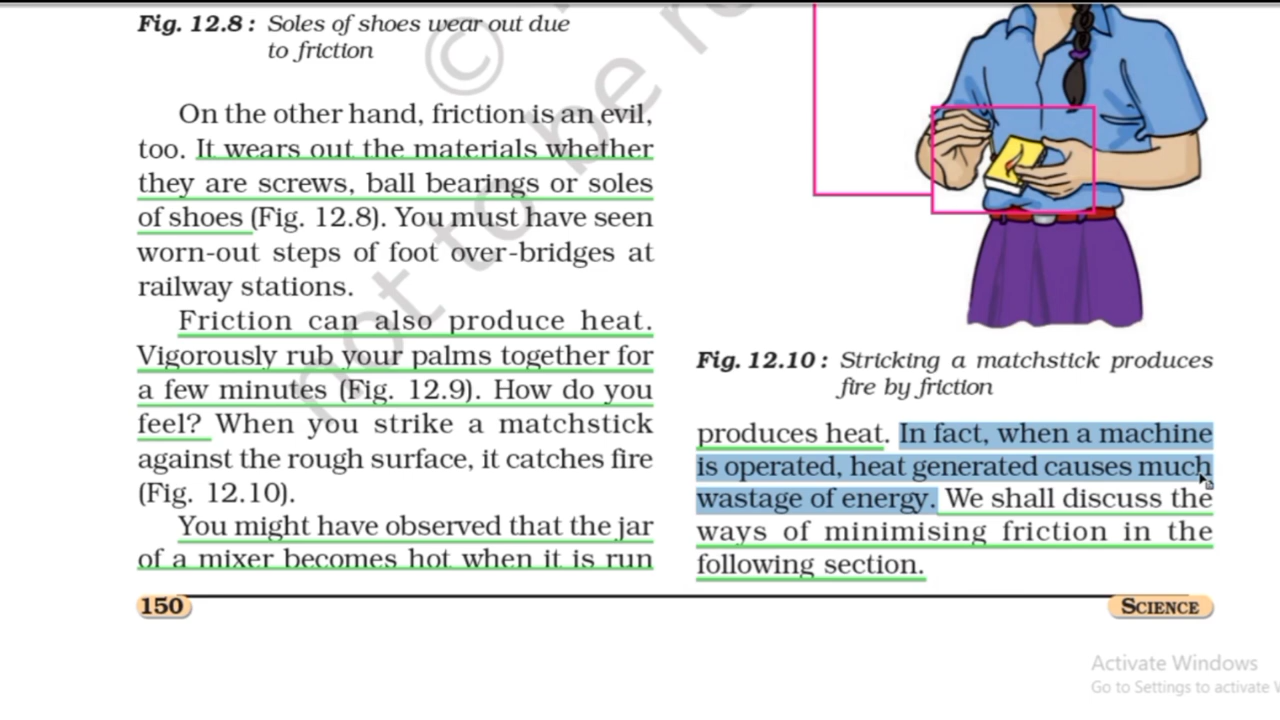 Fig. 12.8 : Soles of shoes wear out due
to friction
On the other hand, friction is an evil,
too. It wears out the materials whether
they are screws, ball bearings or soles
of shoes (Fig. 12.8). You must have seen
worn-out steps of foot over-bridges at
railway stations.
Friction can also produce heat.
Vigorously rub your palms together for
a few minutes (Fig. 12.9). How do you
feel? When you strike a matchstick
against the rough surface, it catches fire
(Fig. 12.10).
You might have observed that the jar
of a mixer becomes hot when it is run
150
Fig. 12.10 : Stricking a matchstick produces
fire by friction
produces heat. In fact, when a machine
is operated, heat generated causes much
wastage of energy. We shall discuss the
ways of minimising friction in the
following section.
SCIENCE
©
not to be r
Activate Windows
Go to Settings to activate W